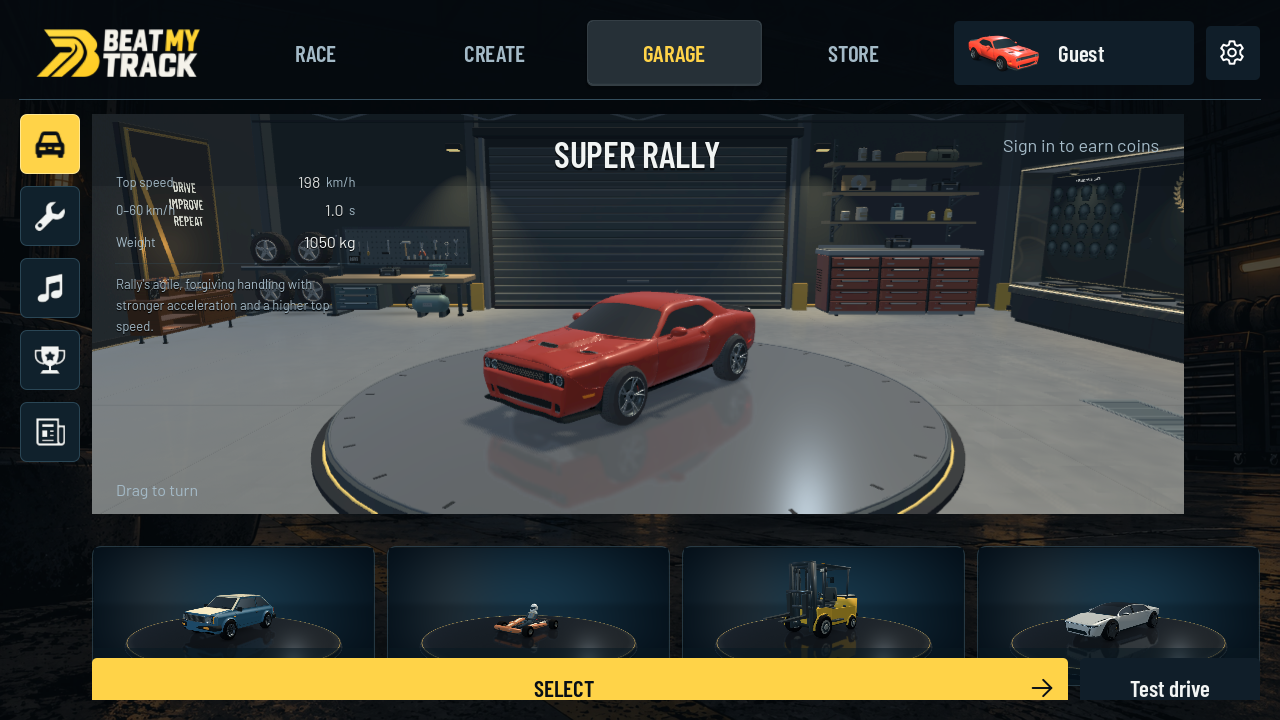 BEATMY
TRACK
RACE
CREATE
GARAGE
STORE
Guest
SUPER RALLY
Sign in to earn coins
Top speed 198 km/h
0–60 km/h 1.0 s
Weight 1050 kg
Rally's agile, forgiving handling with
stronger acceleration and a higher top
speed.
DRIVE
IMPROVE
REPEAT
Drag to turn
SELECT
Test drive